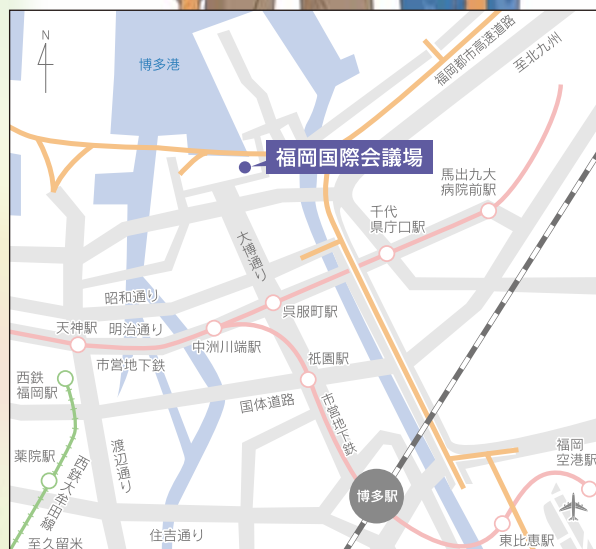 N
博多港
福岡都市高速道路
至北九州
福岡国際会議場
馬出九大
病院前駅
千代
県庁口駅
大博通り
昭和通り
呉服町駅
天神駅
明治通り
中洲川端駅
市営地下鉄
祇園駅
西鉄
福岡駅
国体道路
市営地下鉄
渡辺通り
薬院駅
西鉄大牟田線
福岡
空港駅
博多駅
住吉通り
至久留米
東比恵駅